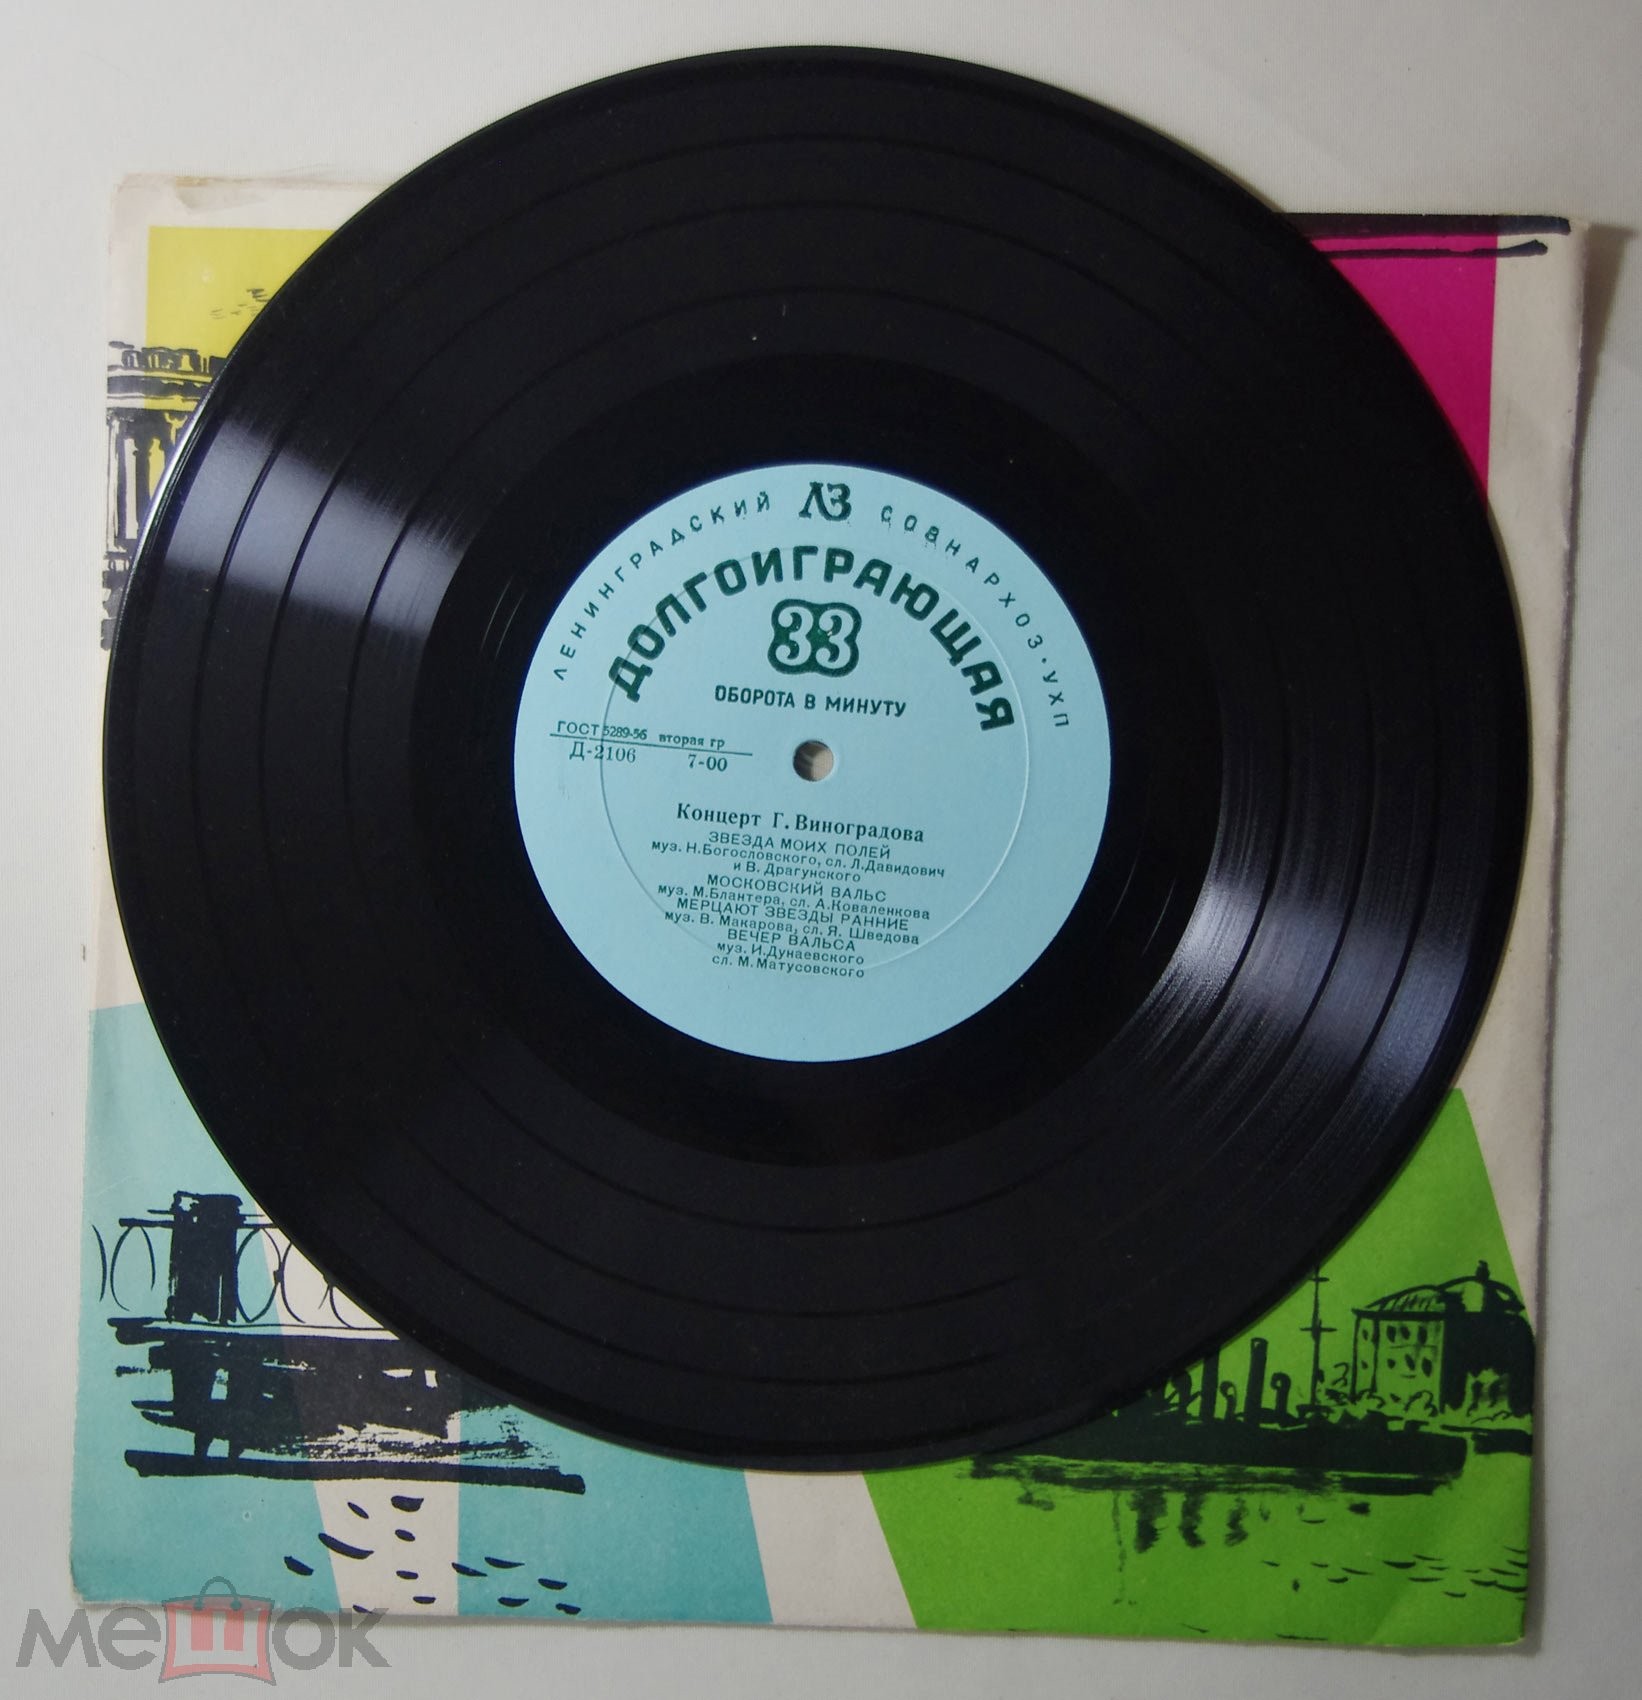 ЛЕНИНГРАДСКИЙ ЛЗ СОВНАРХОЗ·УХП
ДОЛГОИГРАЮЩАЯ
33
ОБОРОТА В МИНУТУ
ГОСТ 5289-56 вторая гр
Д-2106 7-00
Концерт Г. Виноградова
ЗВЕЗДА МОИХ ПОЛЕЙ
муз. Н.Богословского, сл. Л.Давидович
и В. Драгунского
МОСКОВСКИЙ ВАЛЬС
муз. М.Блантера, сл. А.Коваленкова
МЕРЦАЮТ ЗВЕЗДЫ РАННИЕ
муз. В. Макарова, сл. Я. Шведова
ВЕЧЕР ВАЛЬСА
муз. И.Дунаевского
сл. М.Матусовского
мешок